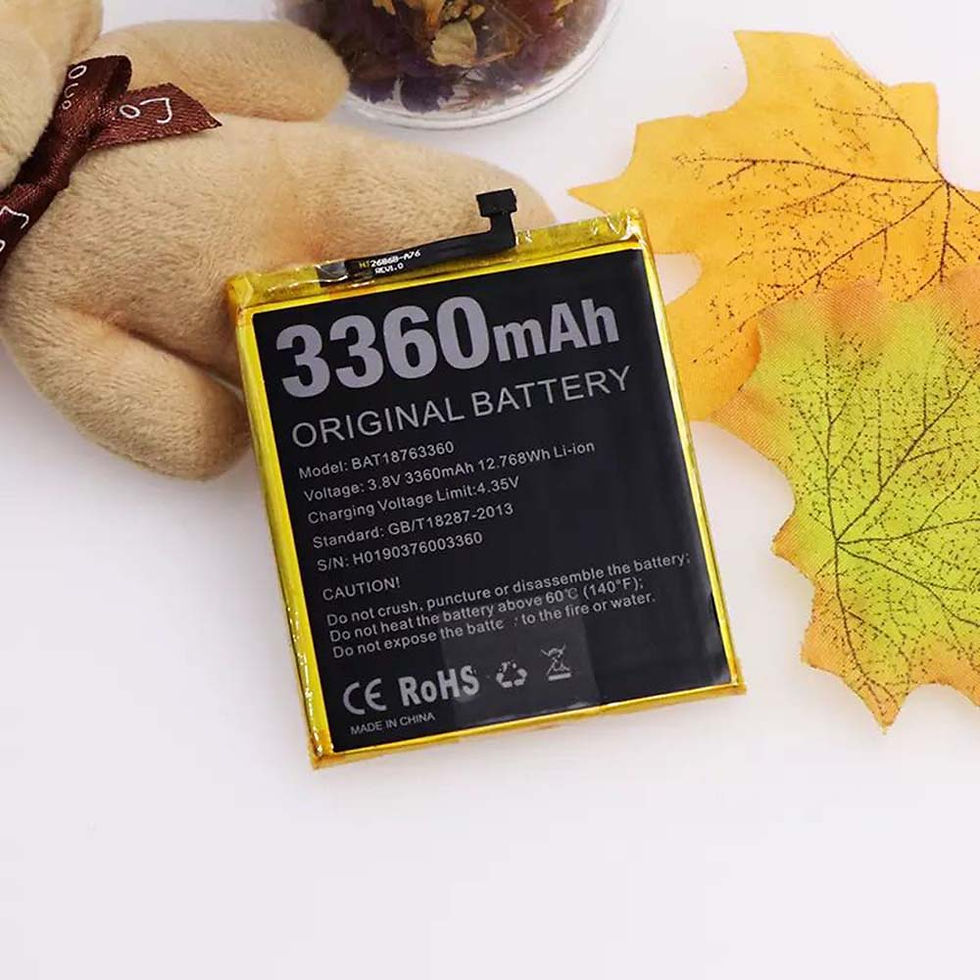 HT2686B-A76
REV1.0
3360mAh
ORIGINAL BATTERY
Model: BAT18763360
Voltage: 3.8V 3360mAh 12.768Wh Li-ion
Charging Voltage Limit:4.35V
Standard: GB/T18287-2013
S/N: H0190376003360
CAUTION!
Do not crush, puncture or disassemble the battery;
Do not heat the battery above 60℃ (140°F);
Do not expose the to the fire or water.
CE RoHS
MADE IN CHINA